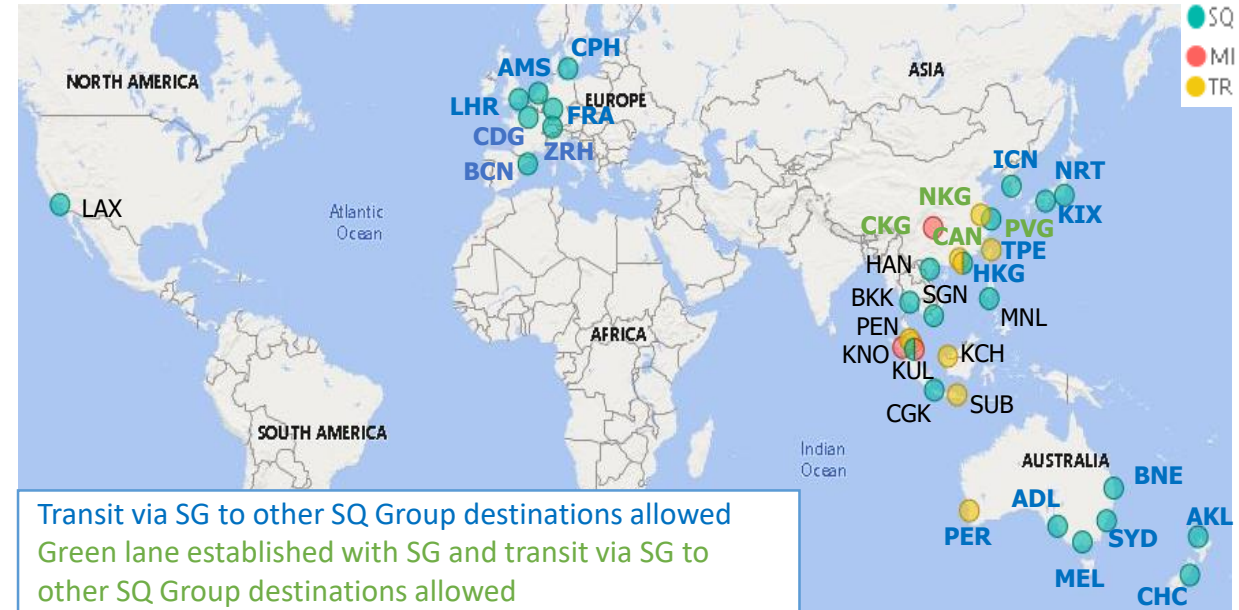 SQ
MI
TR
NORTH AMERICA
CPH
AMS
ASIA
LHR
EUROPE
FRA
CDG
ZRH
BCN
ICN
NRT
LAX
Atlantic
Ocean
NKG
KIX
CKG
CAN
PVG
TPE
HAN
HKG
BKK
SGN
MNL
PEN
AFRICA
KNO
KCH
KUL
CGK
SUB
SOUTH AMERICA
Indian
Ocean
AUSTRALIA
BNE
ADL
AKL
PER
SYD
MEL
CHC
Transit via SG to other SQ Group destinations allowed
Green lane established with SG and transit via SG to
other SQ Group destinations allowed